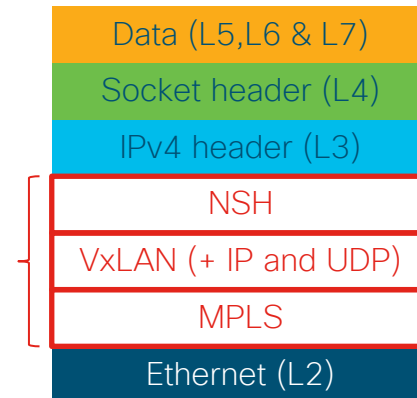 Data (L5,L6 & L7)
Socket header (L4)
IPv4 header (L3)
NSH
VxLAN (+ IP and UDP)
MPLS
Ethernet (L2)